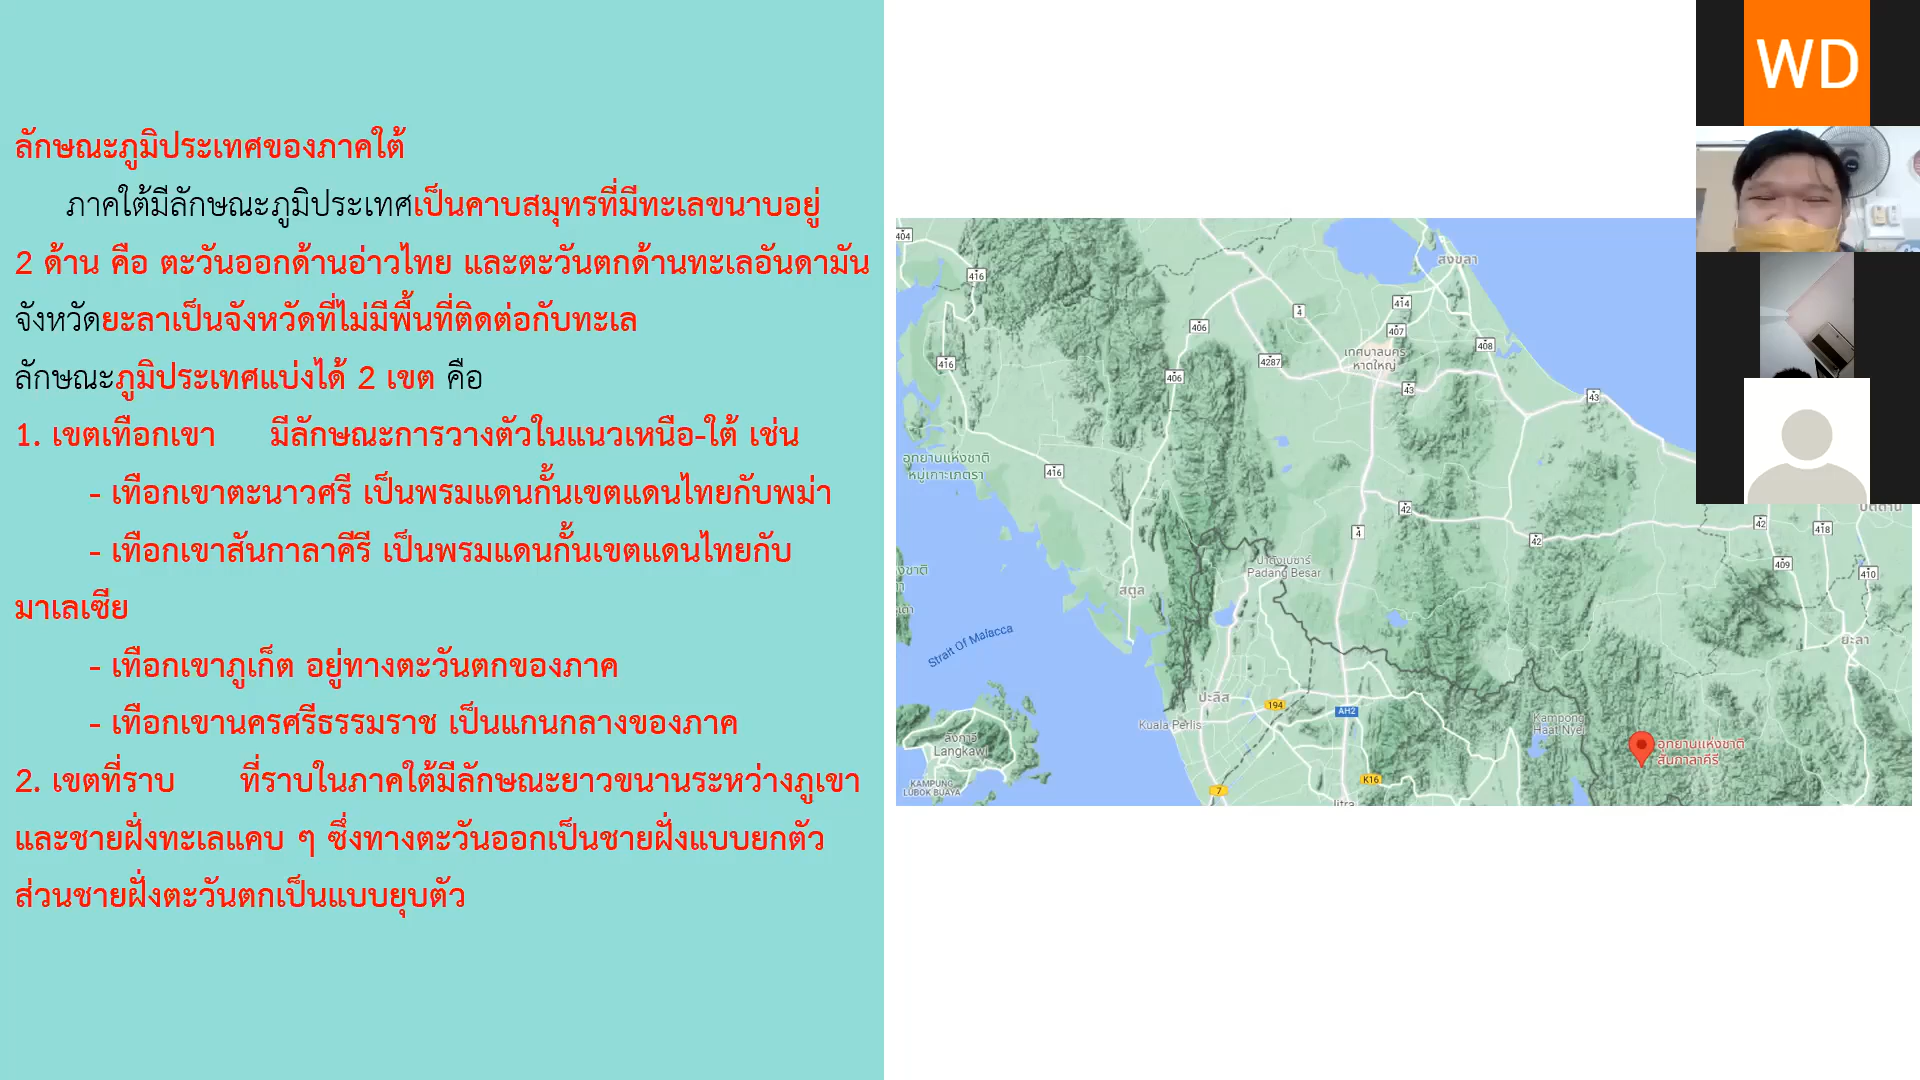 ลักษณะภูมิประเทศของภาคใต้
ภาคใต้มีลักษณะภูมิประเทศเป็นคาบสมุทรที่มีทะเลขนาบอยู่
2 ด้าน คือ ตะวันออกด้านอ่าวไทย และตะวันตกด้านทะเลอันดามัน
จังหวัดยะลาเป็นจังหวัดที่ไม่มีพื้นที่ติดต่อกับทะเล
ลักษณะภูมิประเทศแบ่งได้ 2 เขต คือ
1. เขตเทือกเขา มีลักษณะการวางตัวในแนวเหนือ-ใต้ เช่น
- เทือกเขาตะนาวศรี เป็นพรมแดนกั้นเขตแดนไทยกับพม่า
- เทือกเขาสันกาลาคีรี เป็นพรมแดนกั้นเขตแดนไทยกับ
มาเลเซีย
- เทือกเขาภูเก็ต อยู่ทางตะวันตกของภาค
- เทือกเขานครศรีธรรมราช เป็นแกนกลางของภาค
2. เขตที่ราบ ที่ราบในภาคใต้มีลักษณะยาวขนานระหว่างภูเขา
และชายฝั่งทะเลแคบ ๆ ซึ่งทางตะวันออกเป็นชายฝั่งแบบยกตัว
ส่วนชายฝั่งตะวันตกเป็นแบบยุบตัว
WD
404
สงขลา
416
4
414
406
407
408
เทศบาลนคร
หาดใหญ่
4287
416
406
43
43
อุทยานแห่งชาติ
หมู่เกาะเภตรา
416
42
4
42
42
418
ปาดังเบซาร์
Padang Besar
409
410
สตูล
Strait Of Malacca
ยะลา
ปะลิส
194
AH2
Kuala Perlis
Kampong
Haat Nyei
ลังกาวี
Langkawi
อุทยานแห่งชาติ
สันกาลาคีรี
K16
KAMPUNG
LUBOK BUAYA
7
Jitra